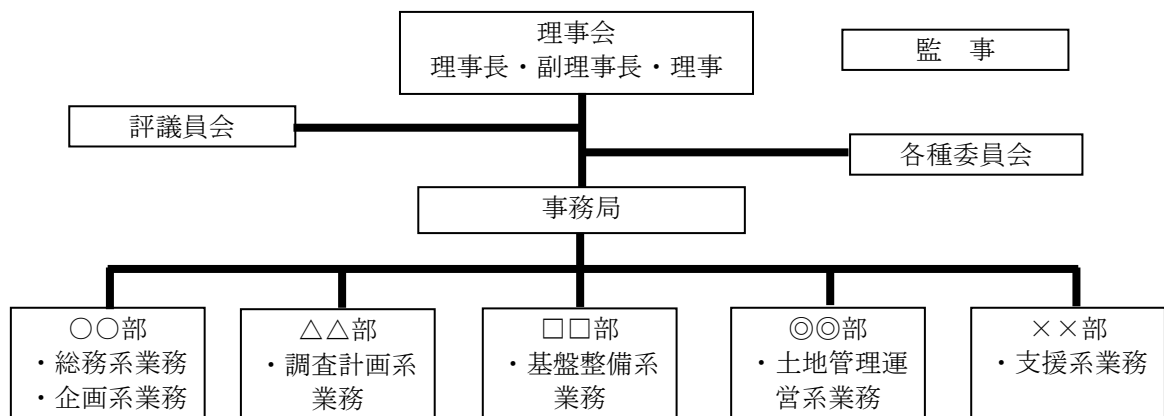 理事会
理事長・副理事長・理事
監　事
評議員会
各種委員会
事務局
○○部
・総務系業務
・企画系業務
△△部
・調査計画系
業務
□□部
・基盤整備系
業務
◎◎部
・土地管理運
営系業務
××部
・支援系業務